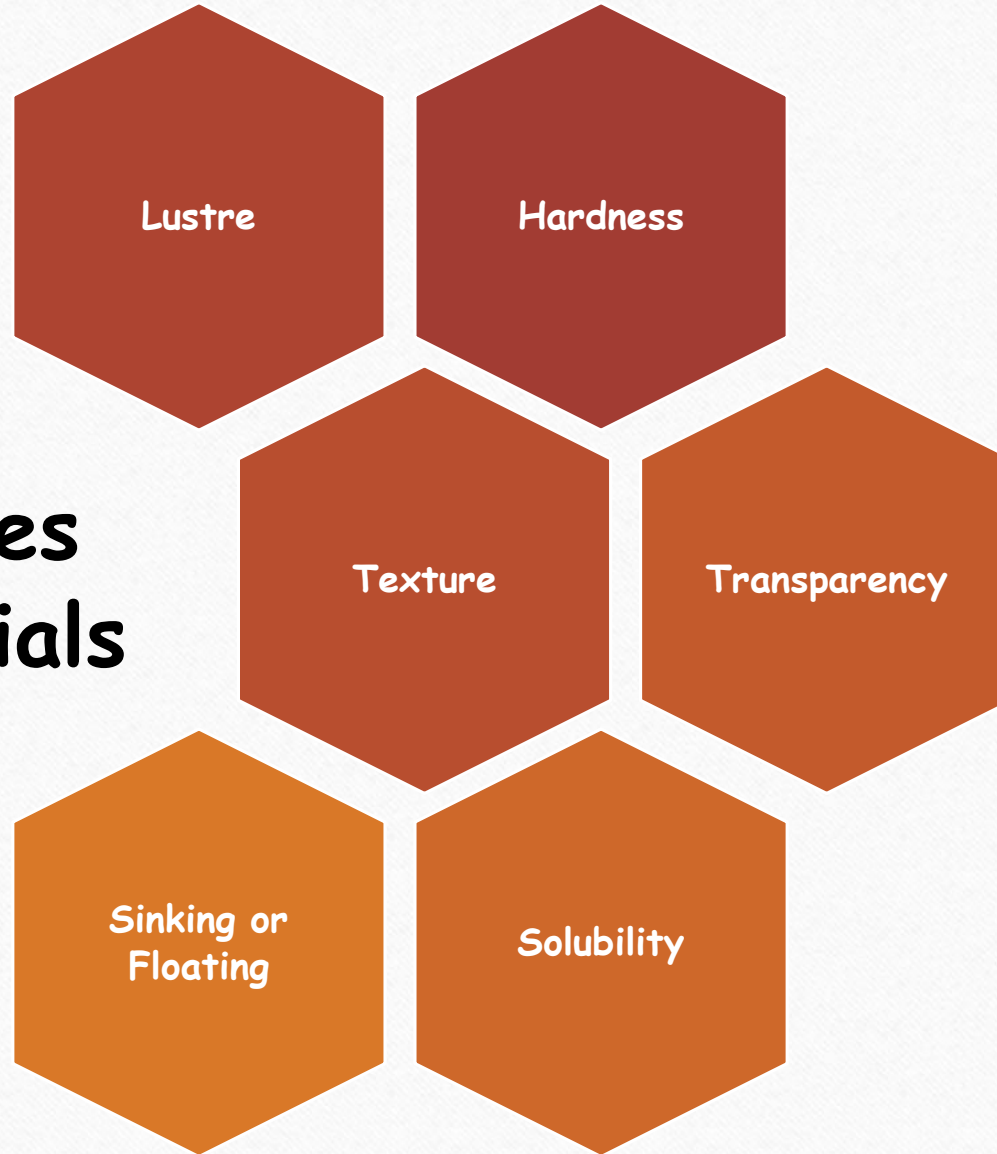 Lustre
Hardness
es
ials
Texture
Transparency
Sinking or
Floating
Solubility